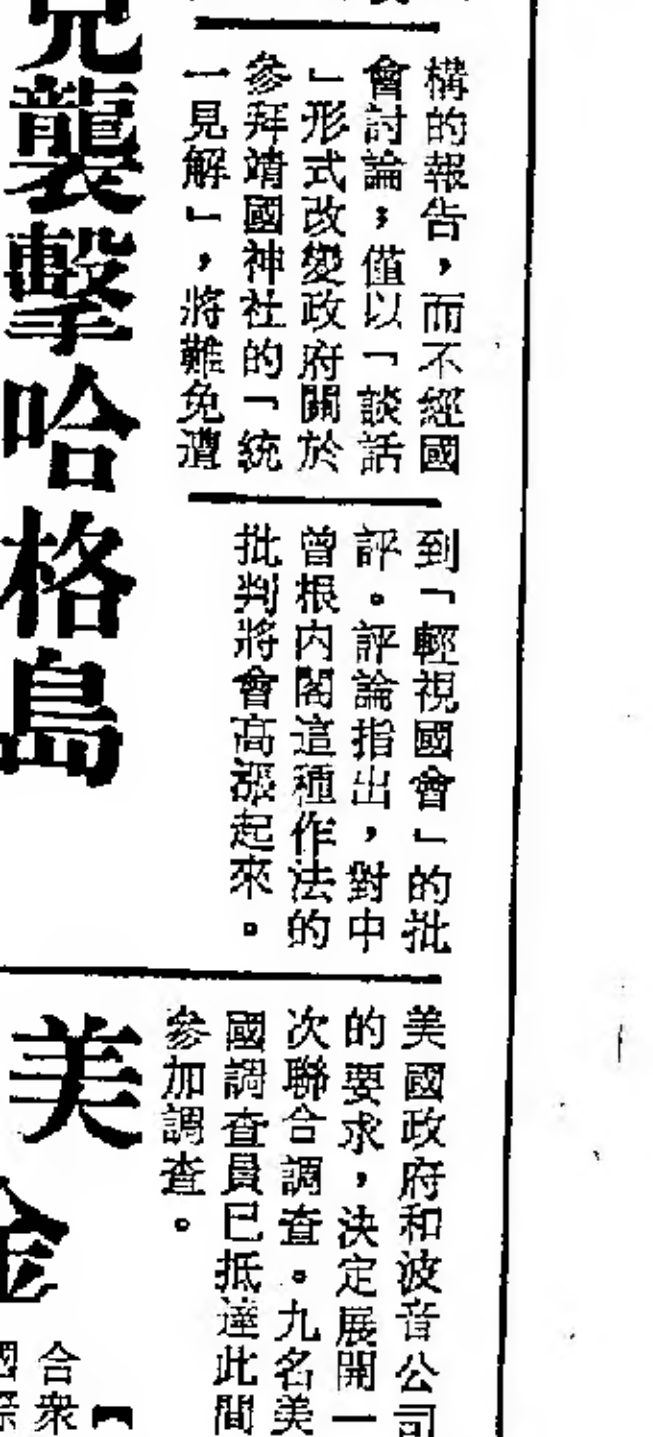 構的報告，而不經國
會討論，僅以「談話
」形式改變政府關於
參拜靖國神社的「統
一見解」，將難免遭
到「輕視國會」的批
評。評論指出，對中
曾根內閣這種作法的
批判將會高漲起來。
襲擊哈格島
美國政府和波音公司
的要求，決定展開一
次聯合調查。九名美
國調查員已抵達此間
參加調查。
美
金
【
合衆
國際